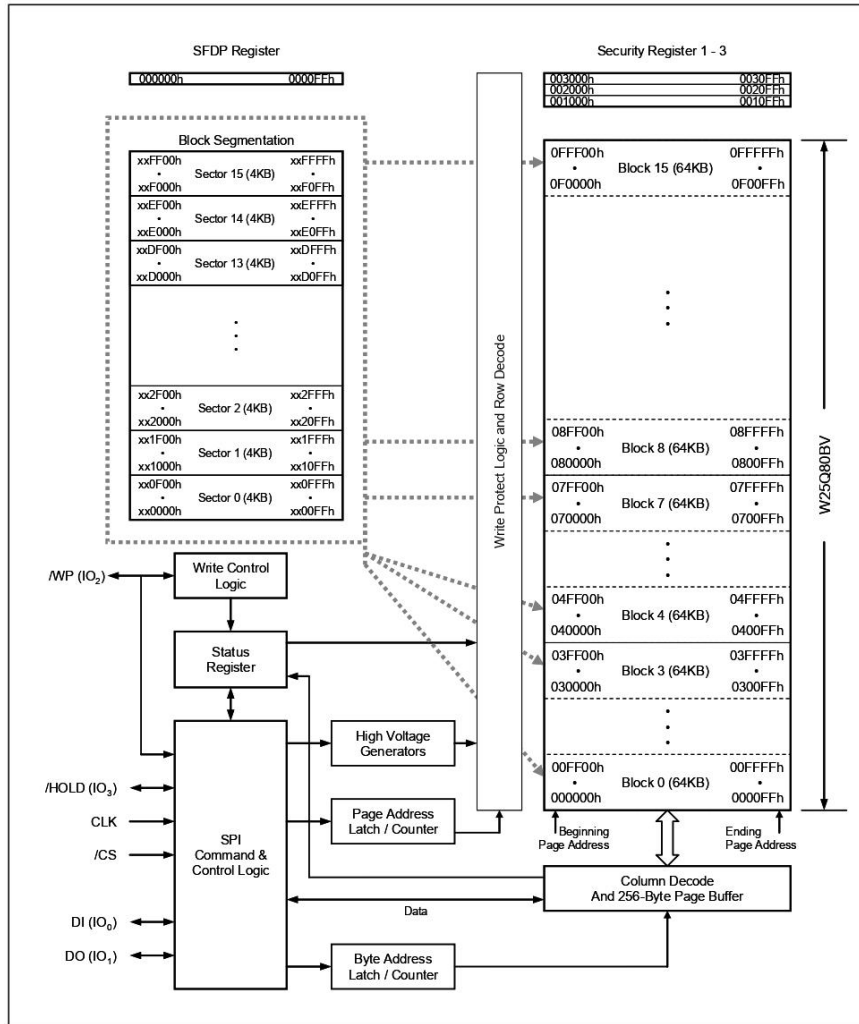 SFDP Register
000000h 0000FFh
Security Register 1 - 3
003000h 0030FFh
002000h 0020FFh
001000h 0010FFh
Block Segmentation
xxFF00h xxFFFFh
• Sector 15 (4KB) •
xxF000h xxF0FFh
xxEF00h xxEFFFh
• Sector 14 (4KB) •
xxE000h xxE0FFh
xxDF00h xxDFFFh
• Sector 13 (4KB) •
xxD000h xxD0FFh
xx2F00h xx2FFFh
• Sector 2 (4KB) •
xx2000h xx20FFh
xx1F00h xx1FFFh
• Sector 1 (4KB) •
xx1000h xx10FFh
xx0F00h xx0FFFh
• Sector 0 (4KB) •
xx0000h xx00FFh
Write Protect Logic and Row Decode
0FFF00h 0FFFFFh
• Block 15 (64KB) •
0F0000h 0F00FFh
08FF00h 08FFFFh
• Block 8 (64KB) •
080000h 0800FFh
07FF00h 07FFFFh
• Block 7 (64KB) •
070000h 0700FFh
04FF00h 04FFFFh
• Block 4 (64KB) •
040000h 0400FFh
03FF00h 03FFFFh
• Block 3 (64KB) •
030000h 0300FFh
00FF00h 00FFFFh
• Block 0 (64KB) •
000000h 0000FFh
W25Q80BV
Beginning
Page Address
Ending
Page Address
/WP (IO2)
Write Control
Logic
Status
Register
High Voltage
Generators
/HOLD (IO3)
CLK
/CS
DI (IO0)
DO (IO1)
SPI
Command &
Control Logic
Page Address
Latch / Counter
Column Decode
And 256-Byte Page Buffer
Data
Byte Address
Latch / Counter